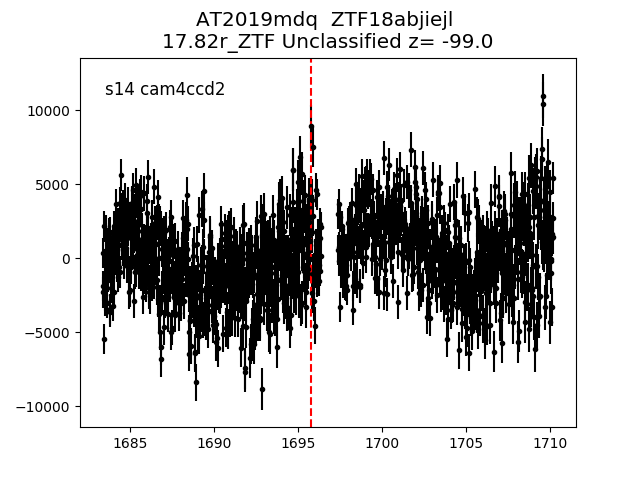 AT2019mdq  ZTF18abjiejl
17.82r_ZTF Unclassified z= -99.0
s14 cam4ccd2
10000
5000
0
−5000
−10000
1685 1690 1695 1700 1705 1710